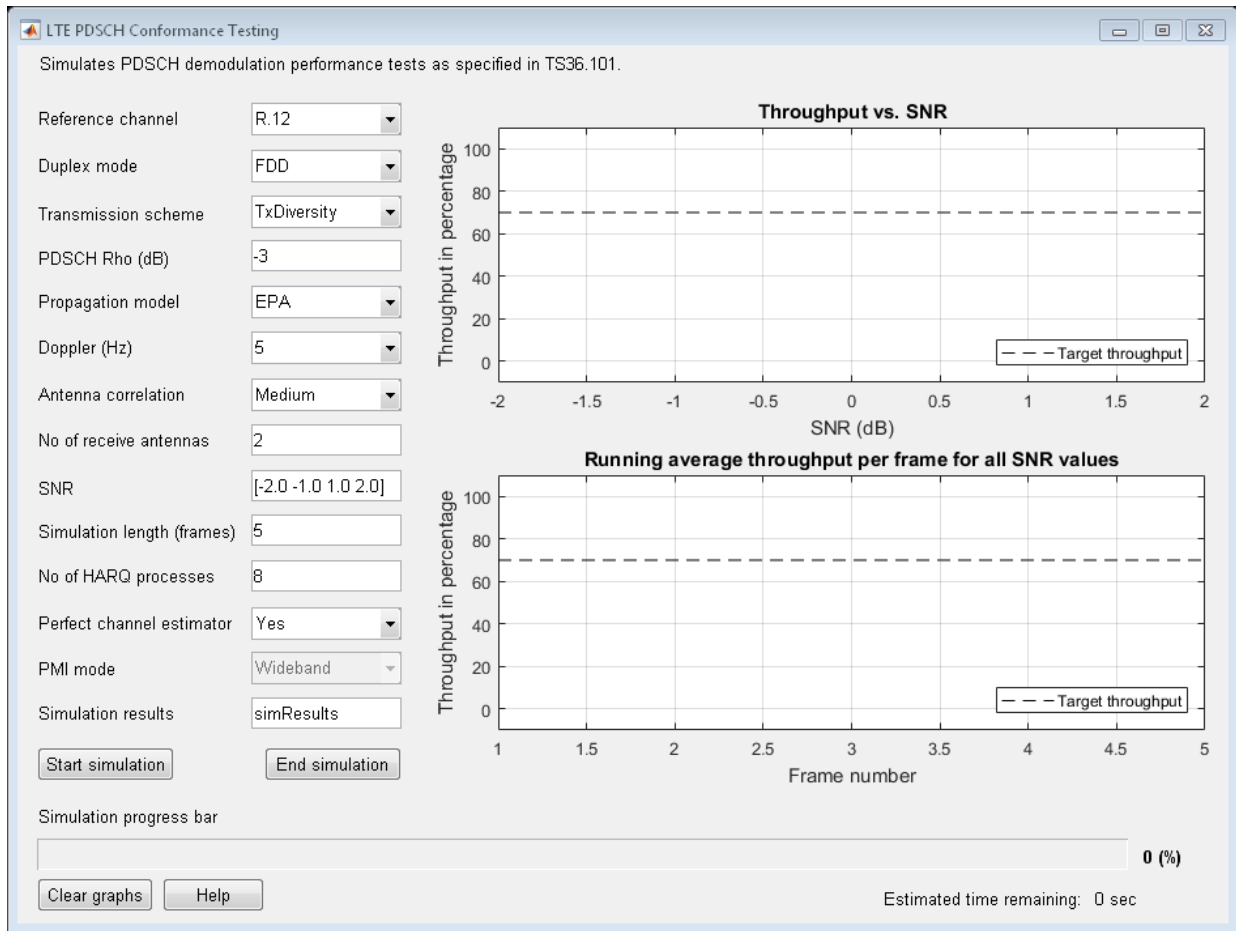 LTE PDSCH Conformance Testing
Simulates PDSCH demodulation performance tests as specified in TS36.101.
Reference channel R.12
Duplex mode FDD
Transmission scheme TxDiversity
PDSCH Rho (dB) -3
Propagation model EPA
Doppler (Hz) 5
Antenna correlation Medium
No of receive antennas 2
SNR [-2.0 -1.0 1.0 2.0]
Simulation length (frames) 5
No of HARQ processes 8
Perfect channel estimator Yes
PMI mode Wideband
Simulation results simResults
Start simulation End simulation
Throughput vs. SNR
Throughput in percentage
100
80
60
40
20
0
Target throughput
-2 -1.5 -1 -0.5 0 0.5 1 1.5 2
SNR (dB)
Running average throughput per frame for all SNR values
Throughput in percentage
100
80
60
40
20
0
Target throughput
1 1.5 2 2.5 3 3.5 4 4.5 5
Frame number
Simulation progress bar
0 (%)
Clear graphs Help
Estimated time remaining: 0 sec